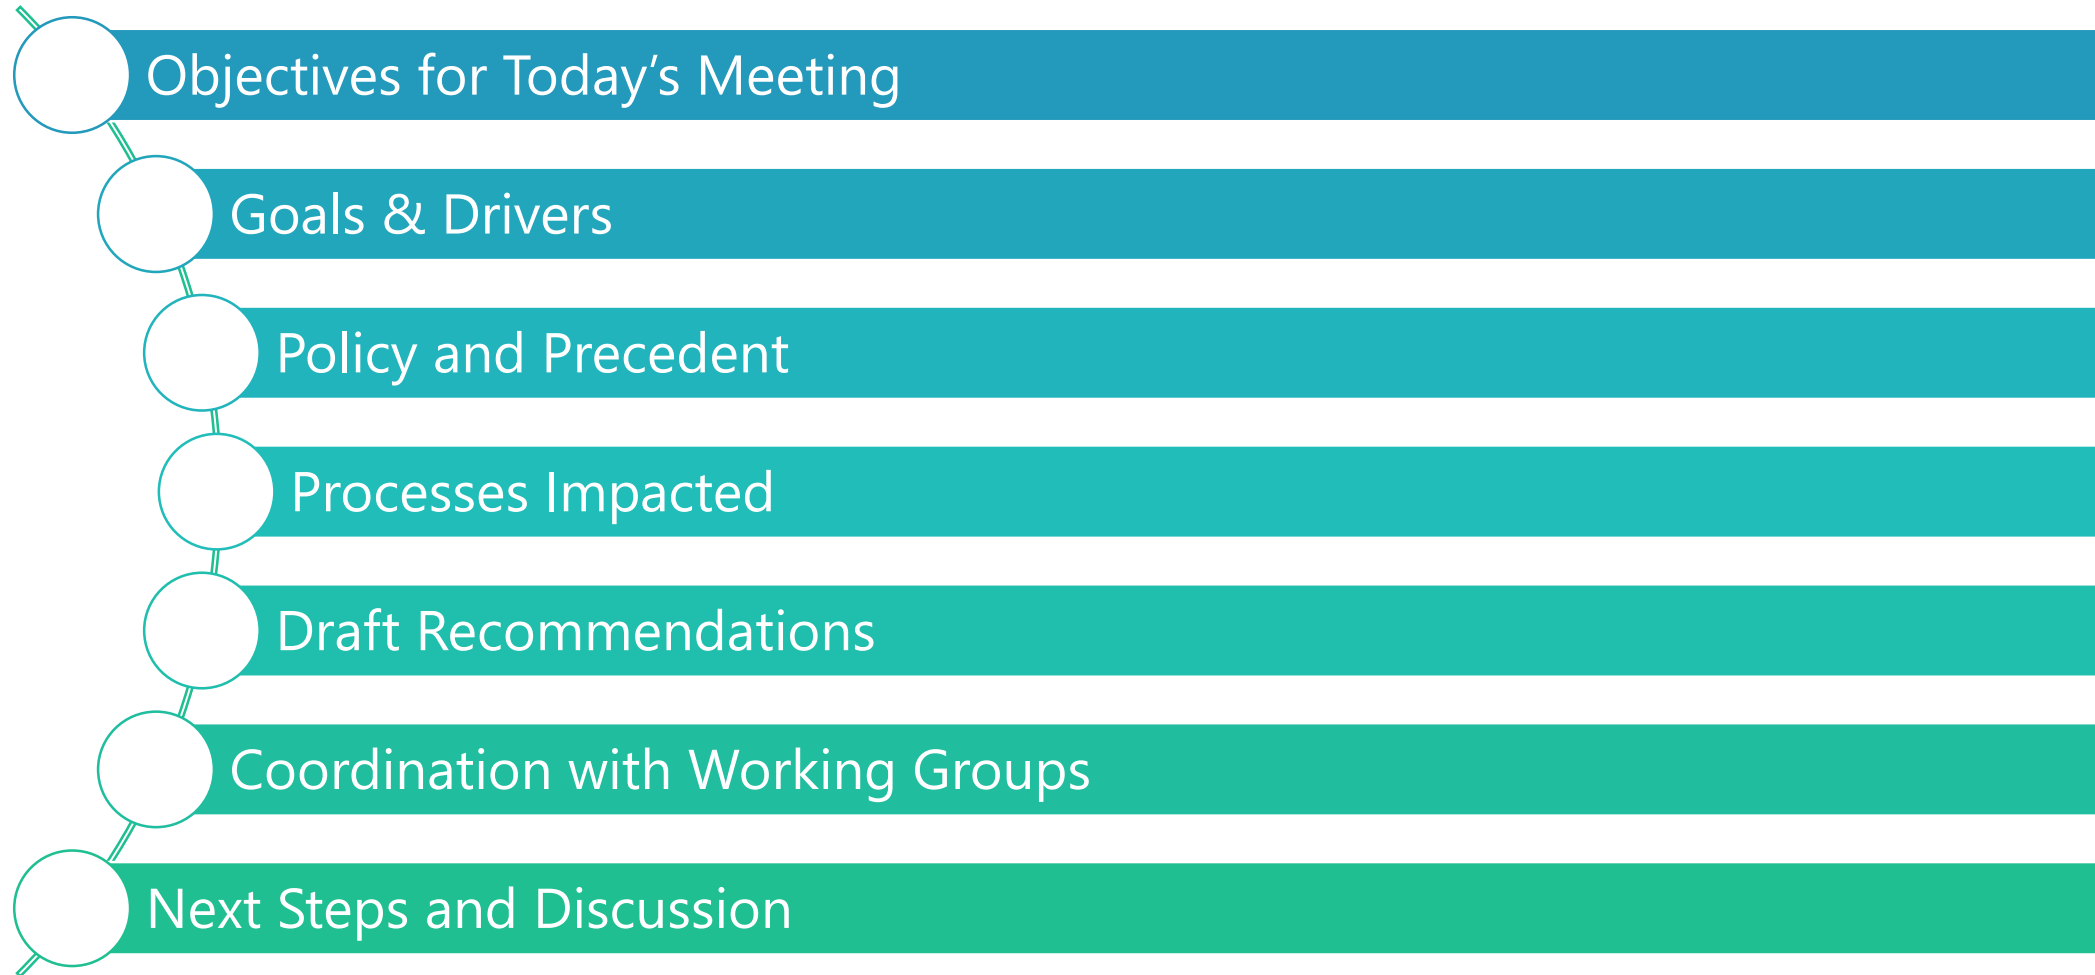 Objectives for Today’s Meeting
Goals & Drivers
Policy and Precedent
Processes Impacted
Draft Recommendations
Coordination with Working Groups
Next Steps and Discussion